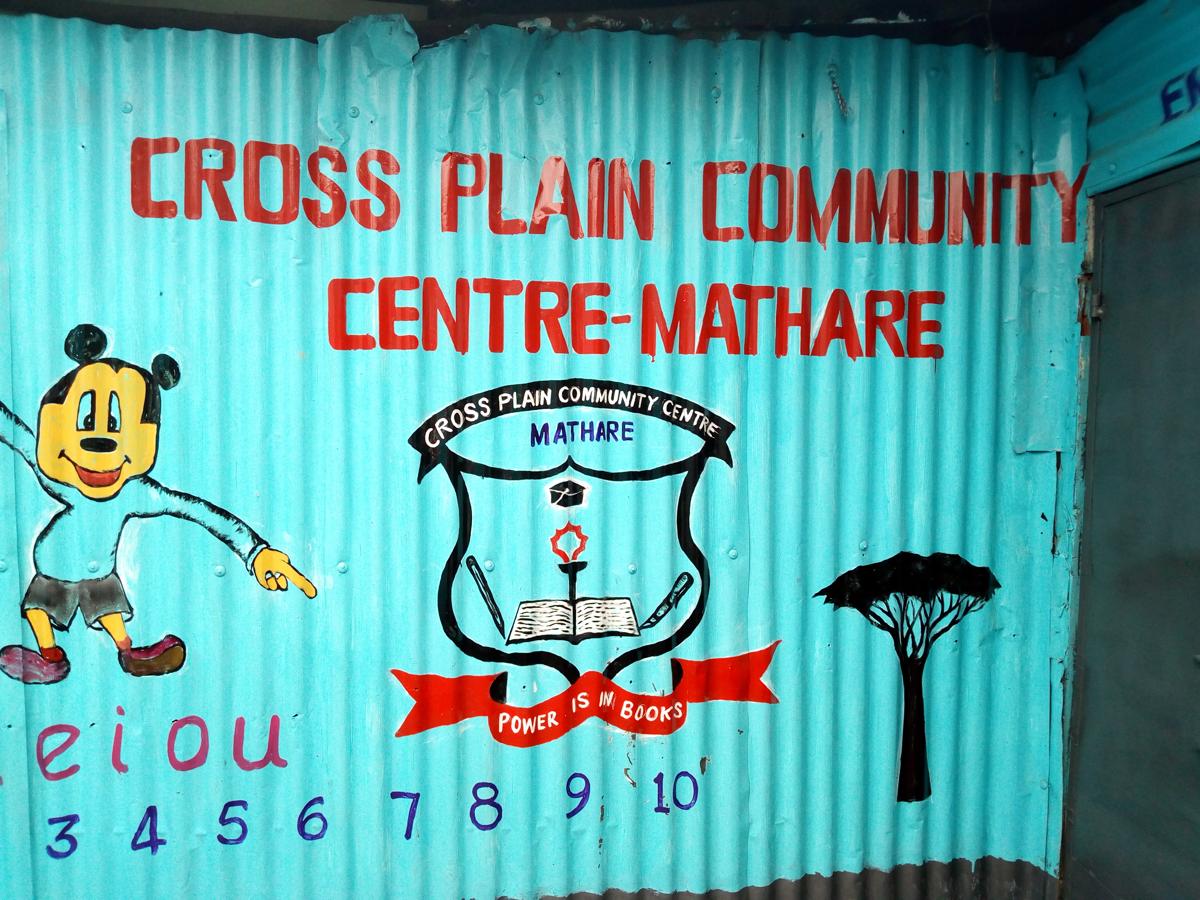 CROSS PLAIN COMMUNITY
CENTRE-MATHARE
CROSS PLAIN COMMUNITY CENTRE
MATHARE
POWER IS IN BOOKS
e i o u
3 4 5 6 7 8 9 10